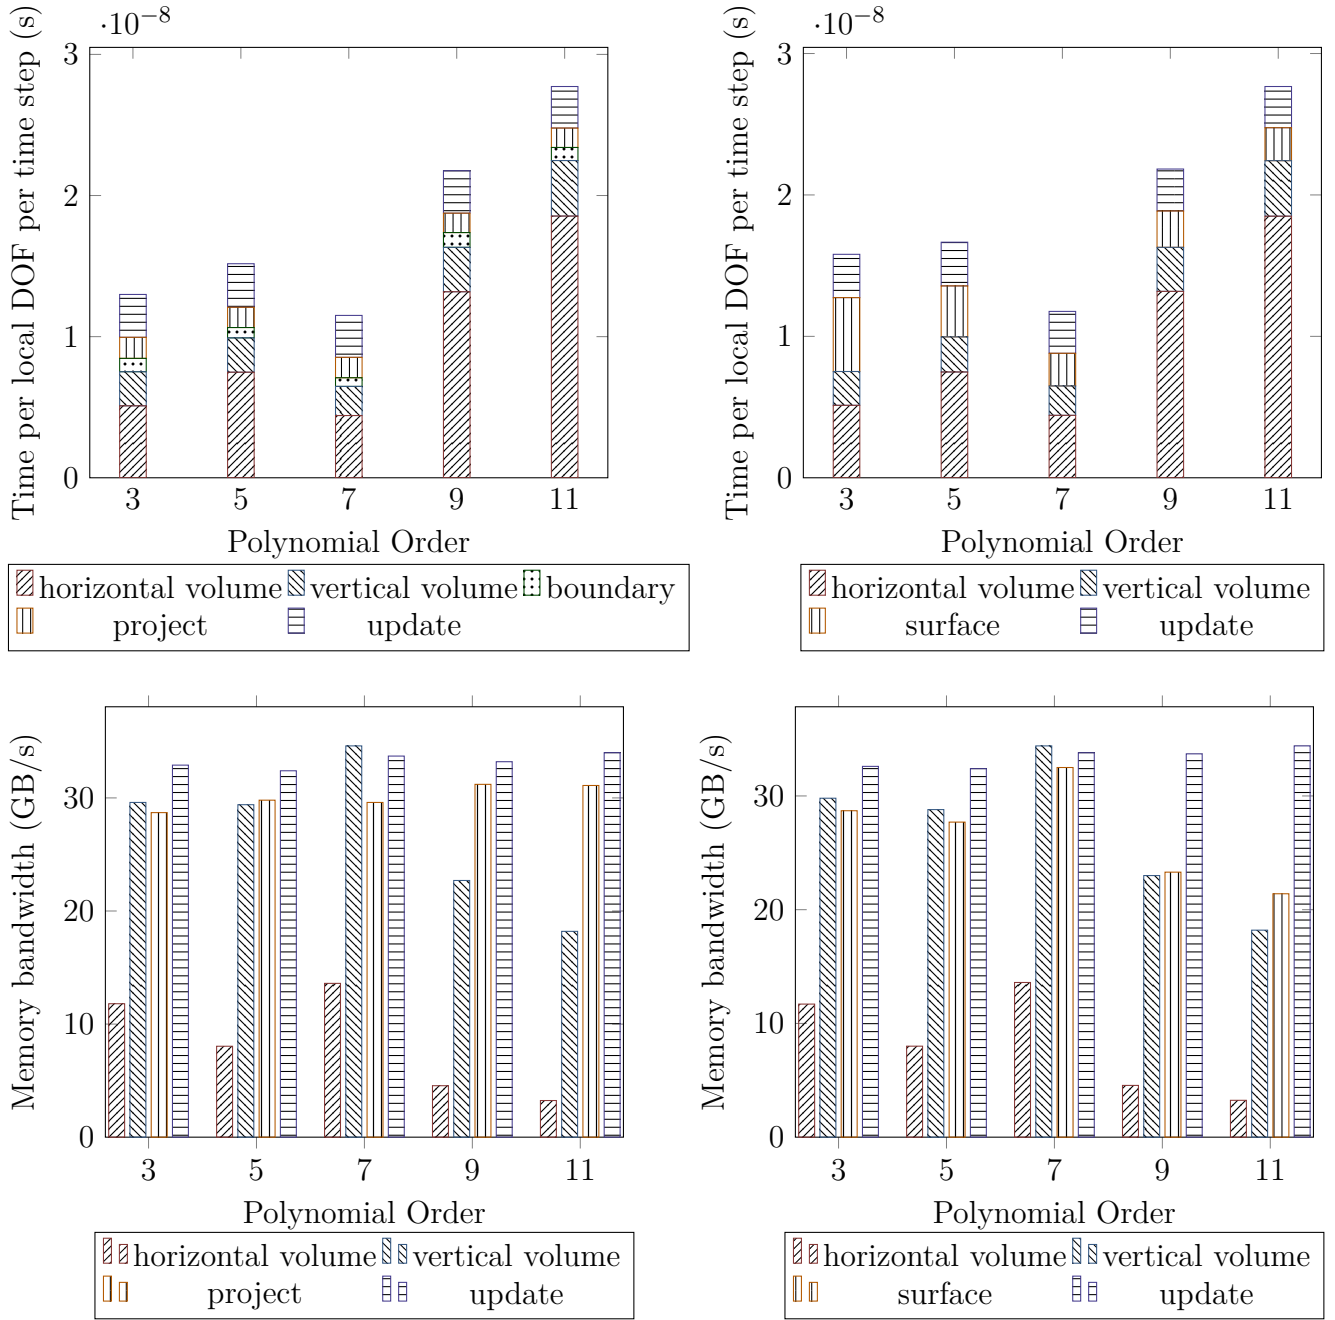 ·10−8
3
2
1
0
Time per local DOF per time step (s)
3 5 7 9 11
Polynomial Order
horizontal volume vertical volume boundary
project update
·10−8
3
2
1
0
Time per local DOF per time step (s)
3 5 7 9 11
Polynomial Order
horizontal volume vertical volume
surface update
30
20
10
0
Memory bandwidth (GB/s)
3 5 7 9 11
Polynomial Order
horizontal volume vertical volume
project update
30
20
10
0
Memory bandwidth (GB/s)
3 5 7 9 11
Polynomial Order
horizontal volume vertical volume
surface update